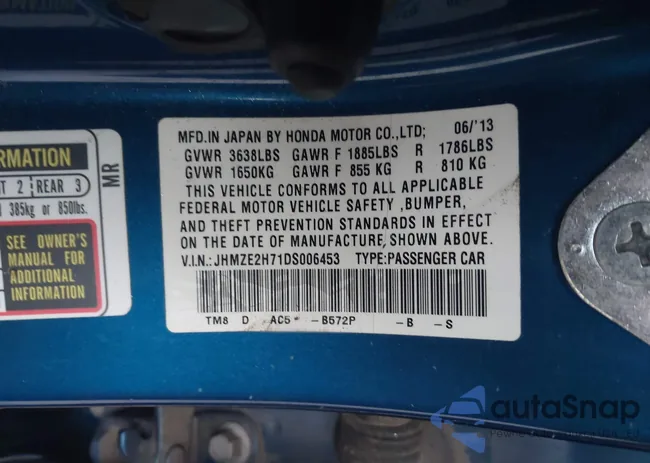 MFD.IN JAPAN BY HONDA MOTOR CO.,LTD; 06/'13
GVWR 3638LBS GAWR F 1885LBS R 1786LBS
GVWR 1650KG GAWR F 855 KG R 810 KG
THIS VEHICLE CONFORMS TO ALL APPLICABLE
FEDERAL MOTOR VEHICLE SAFETY ,BUMPER,
AND THEFT PREVENTION STANDARDS IN EFFECT
ON THE DATE OF MANUFACTURE, SHOWN ABOVE.
V.I.N.: JHMZE2H71DS006453 TYPE:PASSENGER CAR
TM8 D AC5* -B572P -B -S
T 2 REAR 3
385kg or 850lbs.
MR
SEE OWNER'S
MANUAL FOR
ADDITIONAL
INFORMATION
autoSnap